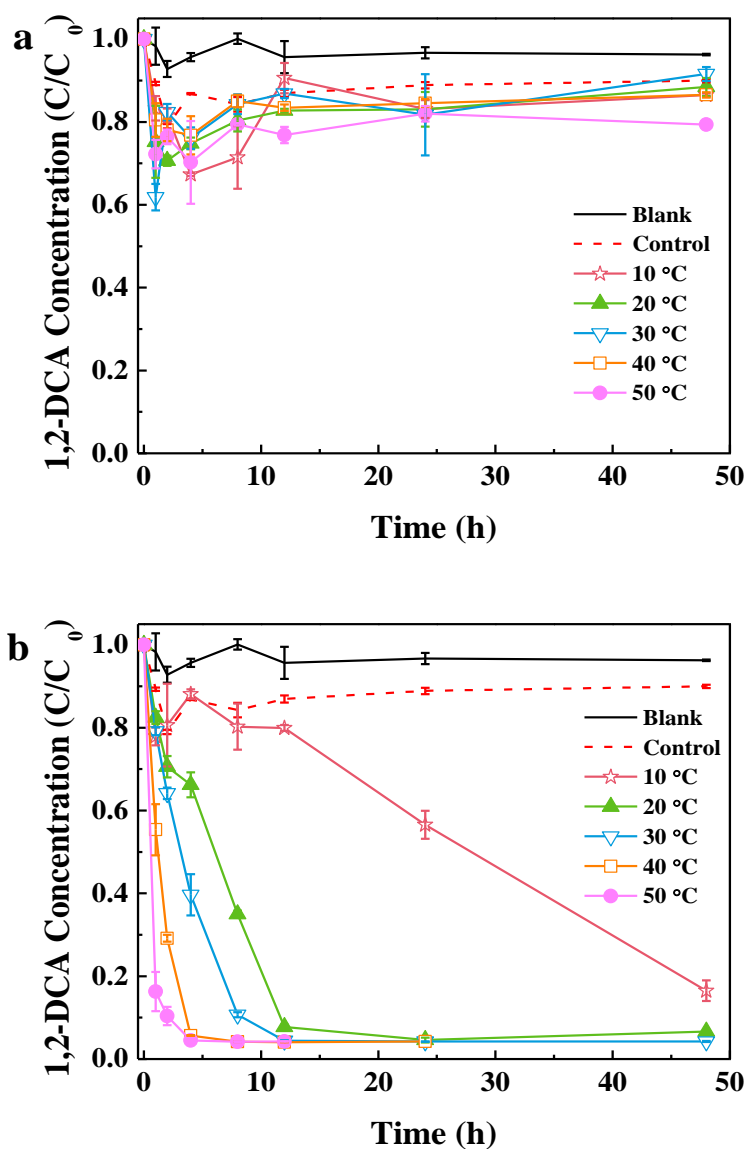 a
1,2-DCA Concentration (C/C0)
1.0
0.8
0.6
0.4
0.2
0.0
Blank
Control
10 °C
20 °C
30 °C
40 °C
50 °C
0 10 20 30 40 50
Time (h)
b
1,2-DCA Concentration (C/C0)
1.0
0.8
0.6
0.4
0.2
0.0
Blank
Control
10 °C
20 °C
30 °C
40 °C
50 °C
0 10 20 30 40 50
Time (h)